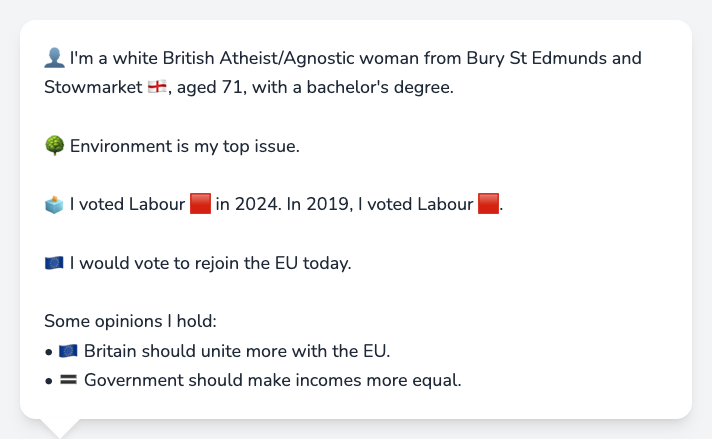 👤 I'm a white British Atheist/Agnostic woman from Bury St Edmunds and
Stowmarket 🏴󠁧󠁢󠁥󠁮󠁧󠁿, aged 71, with a bachelor's degree.
🌳 Environment is my top issue.
🗳️ I voted Labour 🟥 in 2024. In 2019, I voted Labour 🟥.
🇪🇺 I would vote to rejoin the EU today.
Some opinions I hold:
• 🇪🇺 Britain should unite more with the EU.
• 🟰 Government should make incomes more equal.